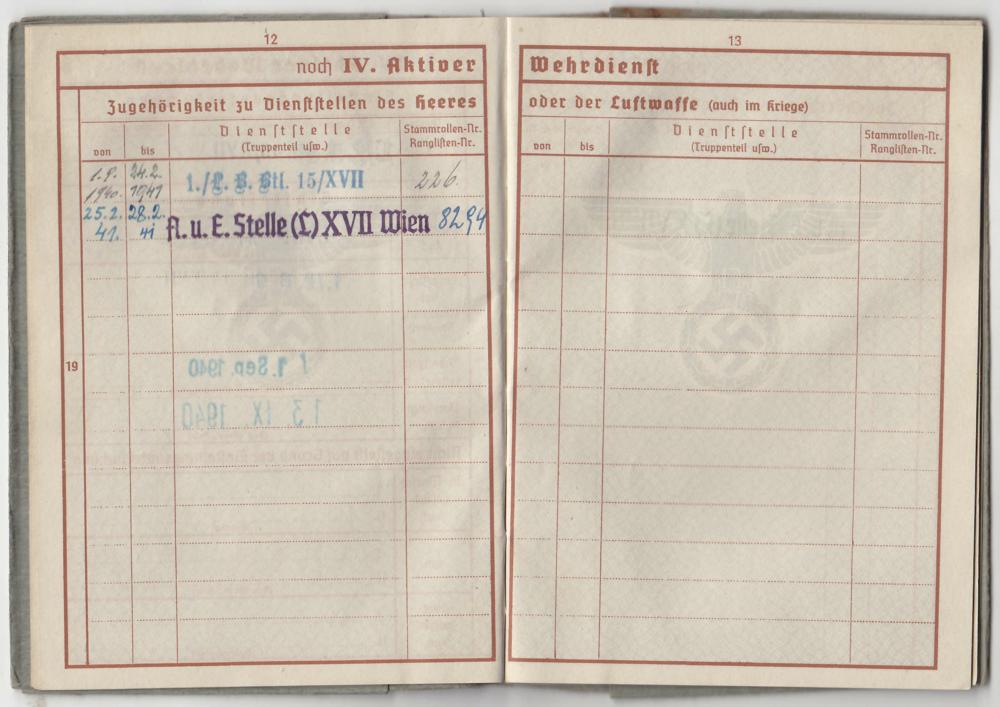 12
noch IV. Aktiver
Zugehörigkeit zu Dienststellen des Heeres
von
bis
Dienststelle
(Truppenteil usw.)
Stammrollen-Nr.
Ranglisten-Nr.
1.9. 24.2. 1./L. B. Btl. 15/XVII 226.
1940. 1941
25.2. 28.2. A. u. E. Stelle (L) XVII Wien 8294
41. 41
19
1. Sep. 1940
13. IX. 1940
13
Wehrdienst
oder der Luftwaffe (auch im Kriege)
von
bis
Dienststelle
(Truppenteil usw.)
Stammrollen-Nr.
Ranglisten-Nr.